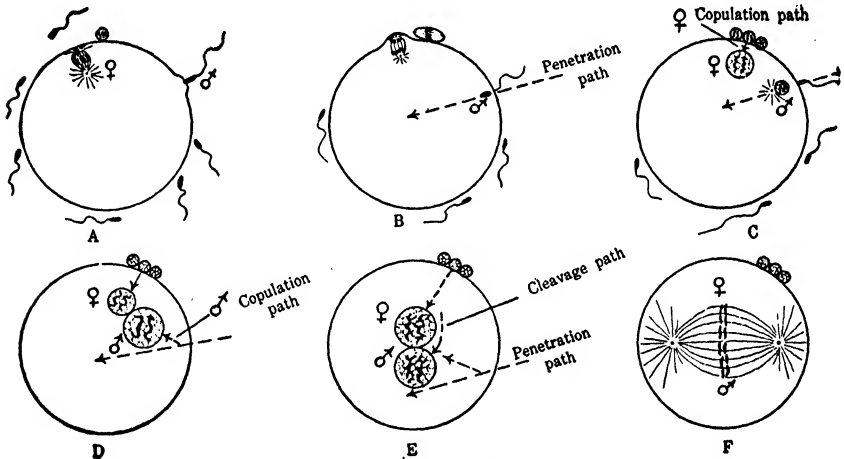 ♀ Copulation path
♀
♂
A
Penetration
path
♂
B
♀
♂
C
♀
♂
♂ Copulation
path
D
♀
♂
Cleavage path
Penetration
path
E
♀
♂
F